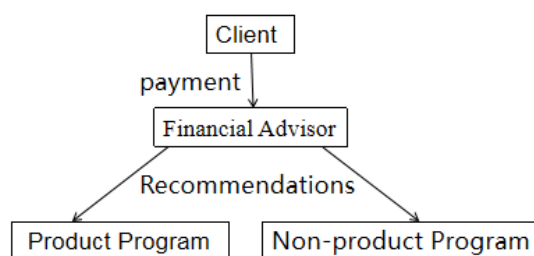 Client
payment
Financial Advisor
Recommendations
Product Program
Non-product Program